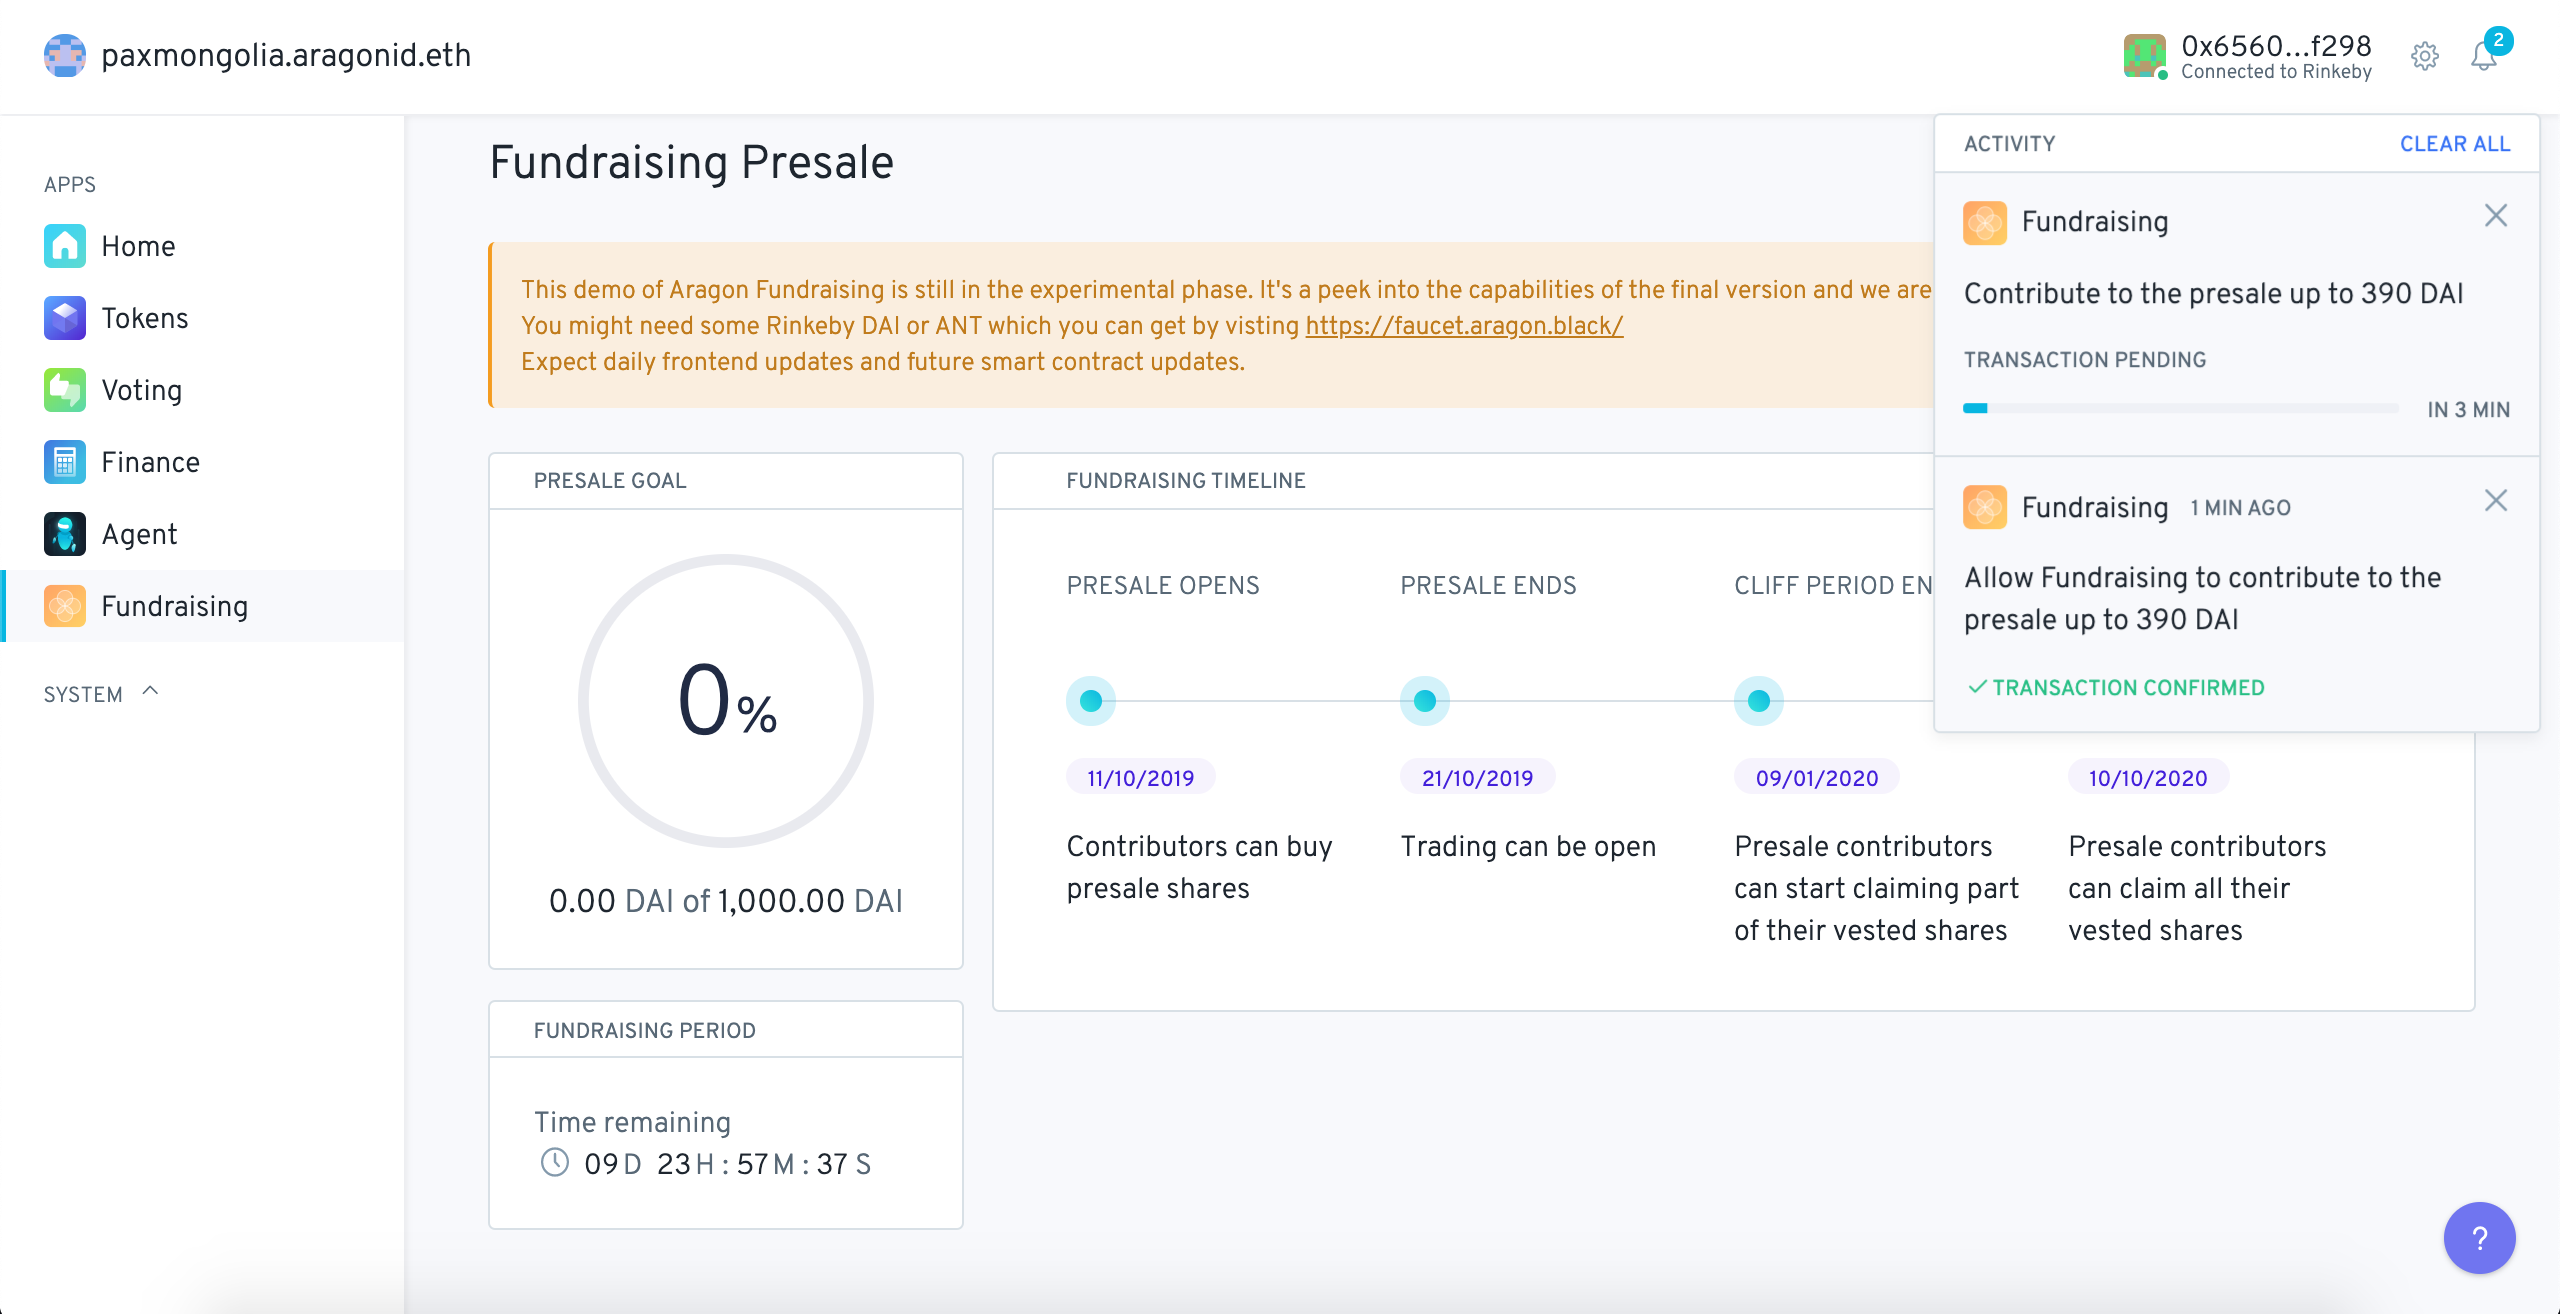 paxmongolia.aragonid.eth
0x6560...f298
Connected to Rinkeby
2
APPS
Home
Tokens
Voting
Finance
Agent
Fundraising
SYSTEM
Fundraising Presale
This demo of Aragon Fundraising is still in the experimental phase. It's a peek into the capabilities of the final version and we are
You might need some Rinkeby DAI or ANT which you can get by visting https://faucet.aragon.black/
Expect daily frontend updates and future smart contract updates.
PRESALE GOAL
0%
0.00 DAI of 1,000.00 DAI
FUNDRAISING PERIOD
Time remaining
09 D 23 H : 57 M : 37 S
FUNDRAISING TIMELINE
PRESALE OPENS
11/10/2019
Contributors can buy
presale shares
PRESALE ENDS
21/10/2019
Trading can be open
CLIFF PERIOD EN
09/01/2020
Presale contributors
can start claiming part
of their vested shares
10/10/2020
Presale contributors
can claim all their
vested shares
ACTIVITY
CLEAR ALL
Fundraising
Contribute to the presale up to 390 DAI
TRANSACTION PENDING
IN 3 MIN
Fundraising 1 MIN AGO
Allow Fundraising to contribute to the
presale up to 390 DAI
TRANSACTION CONFIRMED
?